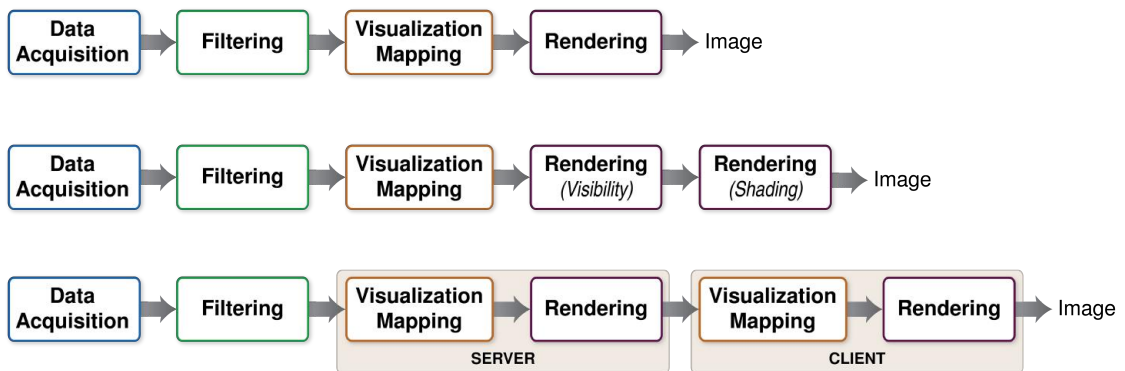 Data
Acquisition
Filtering
Visualization
Mapping
Rendering
Image
Data
Acquisition
Filtering
Visualization
Mapping
Rendering
(Visibility)
Rendering
(Shading)
Image
Data
Acquisition
Filtering
Visualization
Mapping
Rendering
SERVER
Visualization
Mapping
Rendering
CLIENT
Image